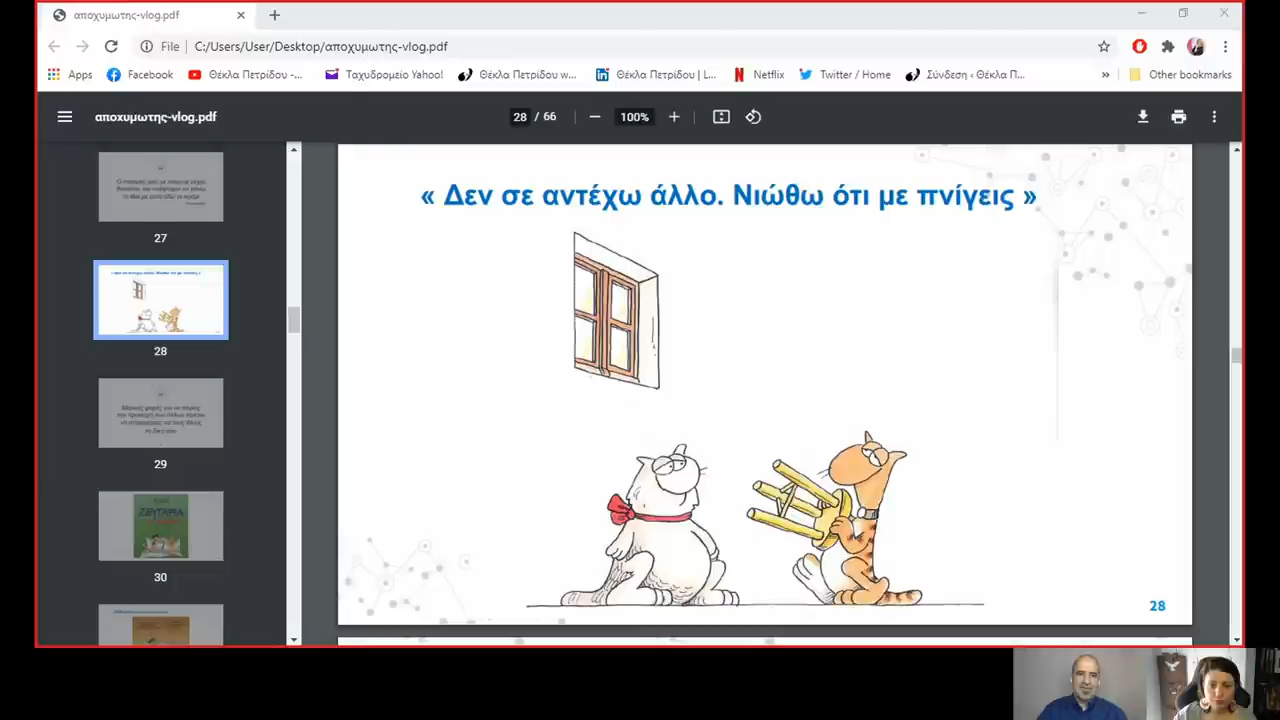 αποχυμωτης-vlog.pdf
File C:/Users/User/Desktop/αποχυμωτης-vlog.pdf
Apps Facebook Θέκλα Πετρίδου -... Ταχυδρομείο Yahoo! Θέκλα Πετρίδου w... Θέκλα Πετρίδου | L... Netflix Twitter / Home Σύνδεση ‹ Θέκλα Π... » Other bookmarks
αποχυμωτης-vlog.pdf 28 / 66 100%
27
28
29
ΖΕΥΓΑΡΙΑ
30
« Δεν σε αντέχω άλλο. Νιώθω ότι με πνίγεις »
28